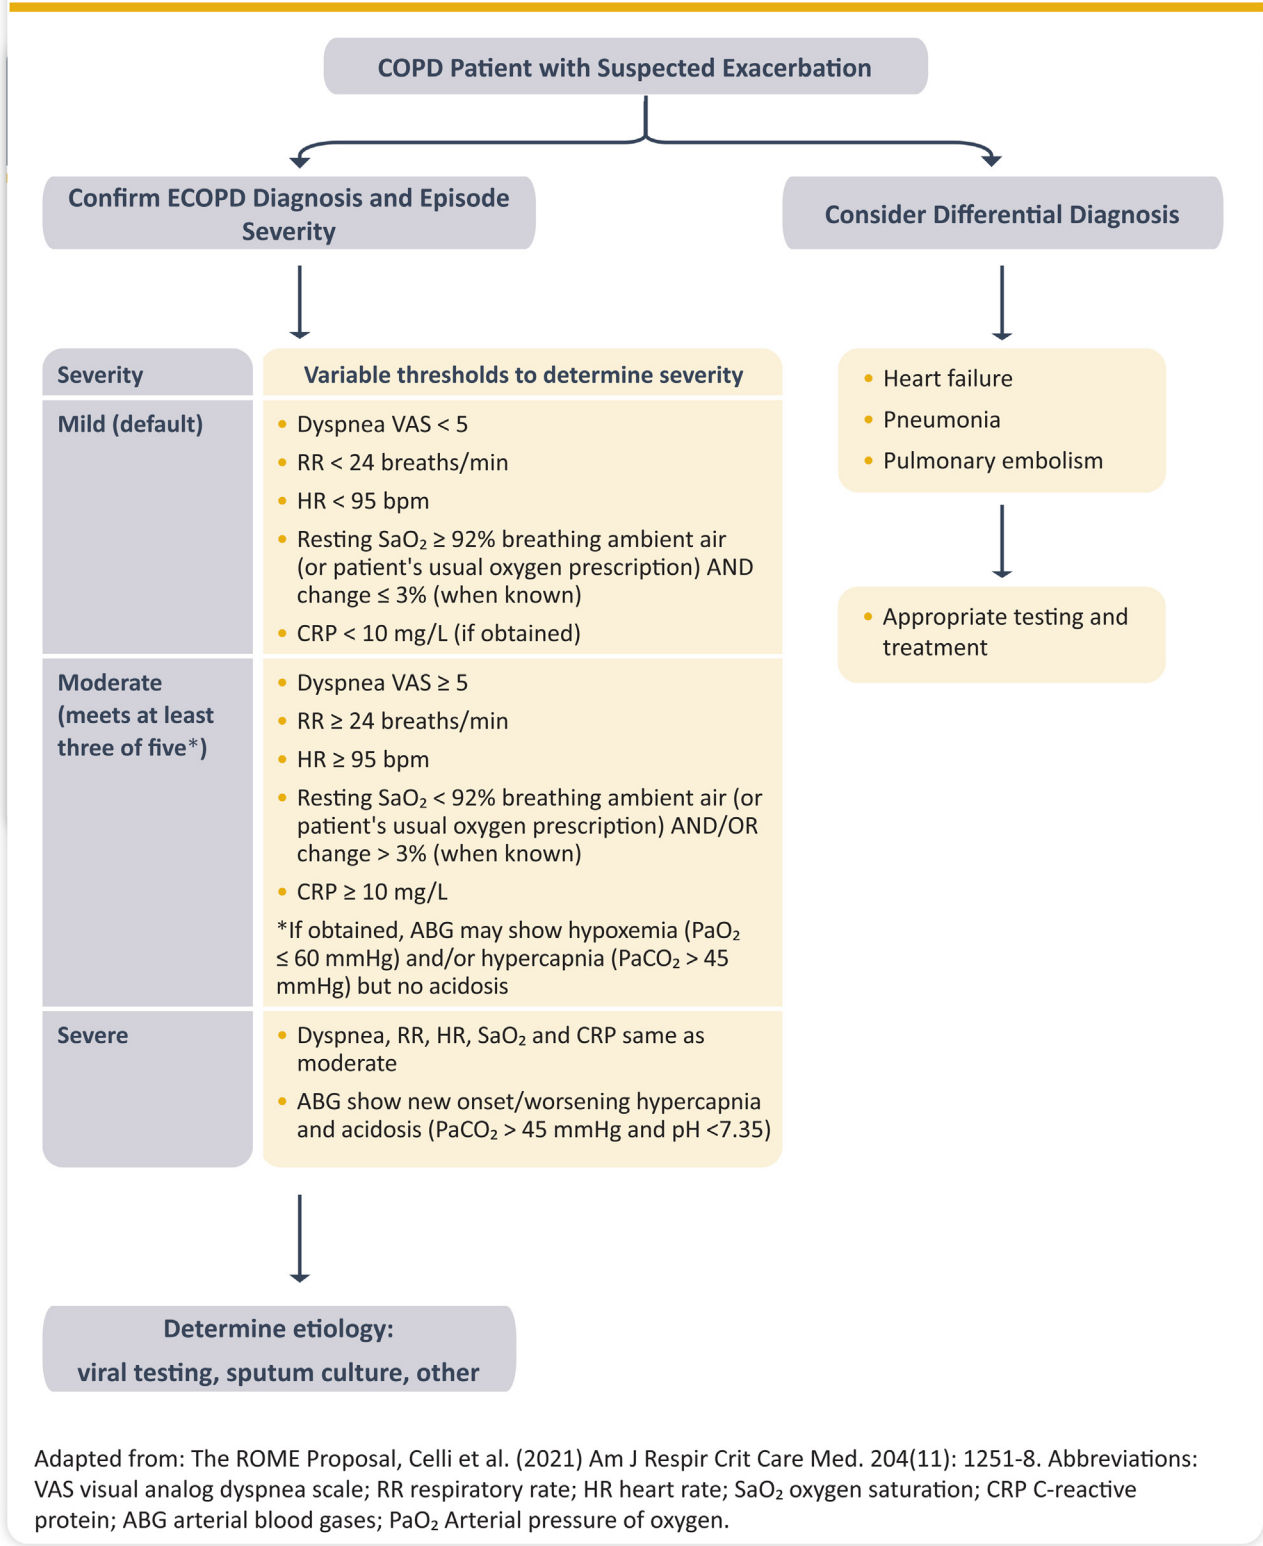 COPD Patient with Suspected Exacerbation
Confirm ECOPD Diagnosis and Episode
Severity
Consider Differential Diagnosis
Severity
Variable thresholds to determine severity
Mild (default)
• Dyspnea VAS < 5
• RR < 24 breaths/min
• HR < 95 bpm
• Resting SaO₂ ≥ 92% breathing ambient air
(or patient's usual oxygen prescription) AND
change ≤ 3% (when known)
• CRP < 10 mg/L (if obtained)
Moderate
(meets at least
three of five*)
• Dyspnea VAS ≥ 5
• RR ≥ 24 breaths/min
• HR ≥ 95 bpm
• Resting SaO₂ < 92% breathing ambient air (or
patient's usual oxygen prescription) AND/OR
change > 3% (when known)
• CRP ≥ 10 mg/L
*If obtained, ABG may show hypoxemia (PaO₂
≤ 60 mmHg) and/or hypercapnia (PaCO₂ > 45
mmHg) but no acidosis
Severe
• Dyspnea, RR, HR, SaO₂ and CRP same as
moderate
• ABG show new onset/worsening hypercapnia
and acidosis (PaCO₂ > 45 mmHg and pH <7.35)
• Heart failure
• Pneumonia
• Pulmonary embolism
• Appropriate testing and
treatment
Determine etiology:
viral testing, sputum culture, other
Adapted from: The ROME Proposal, Celli et al. (2021) Am J Respir Crit Care Med. 204(11): 1251-8. Abbreviations:
VAS visual analog dyspnea scale; RR respiratory rate; HR heart rate; SaO₂ oxygen saturation; CRP C-reactive
protein; ABG arterial blood gases; PaO₂ Arterial pressure of oxygen.